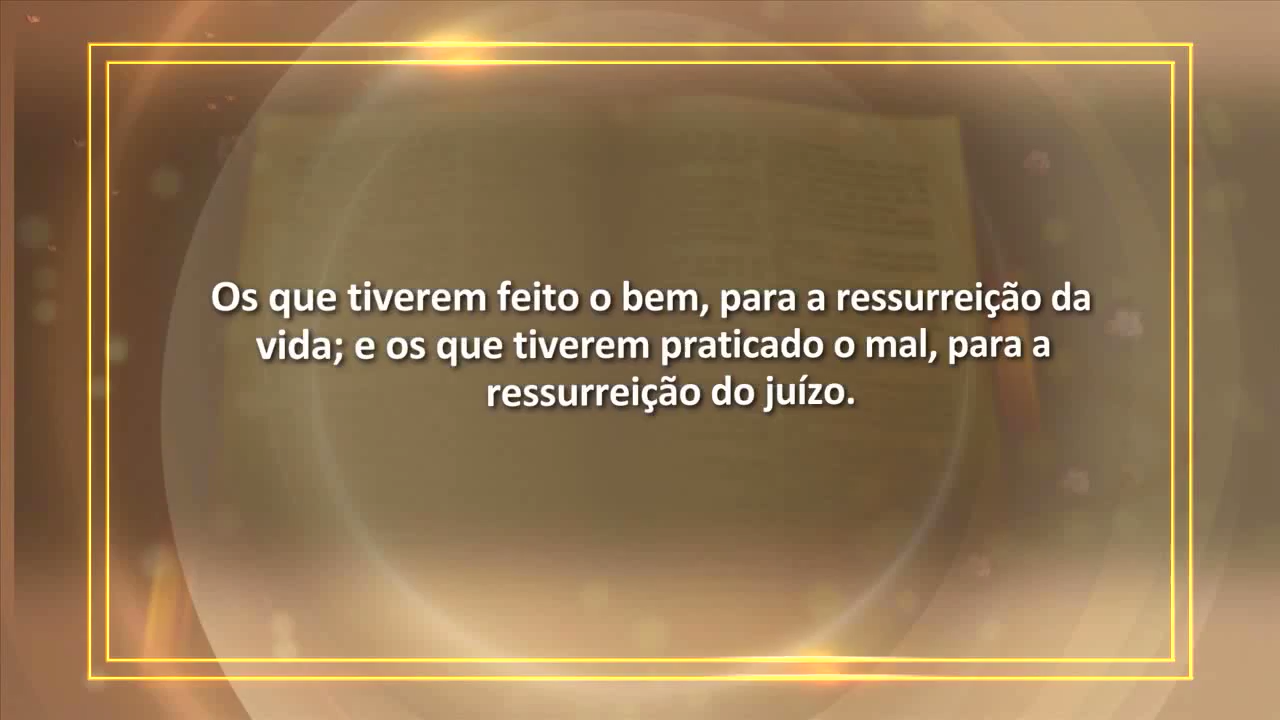 Os que tiverem feito o bem, para a ressurreição da
vida; e os que tiverem praticado o mal, para a
ressurreição do juízo.